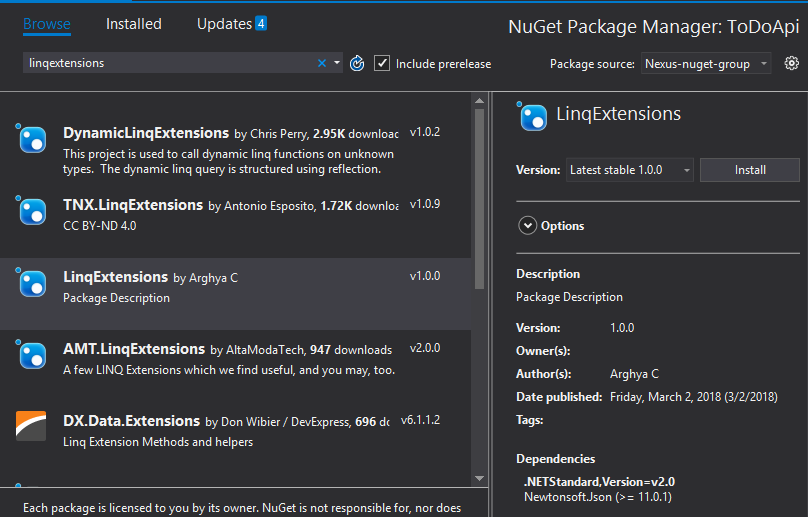 Browse Installed Updates 4
NuGet Package Manager: ToDoApi
linqextensions
Include prerelease
Package source: Nexus-nuget-group
DynamicLinqExtensions by Chris Perry, 2.95K downloac v1.0.2
This project is used to call dynamic linq functions on unknown
types. The dynamic linq query is structured using reflection.
TNX.LinqExtensions by Antonio Esposito, 1.72K downloa v1.0.9
CC BY-ND 4.0
LinqExtensions by Arghya C v1.0.0
Package Description
AMT.LinqExtensions by AltaModaTech, 947 downloads v2.0.0
A few LINQ Extensions which we find useful, and you may, too.
DX.Data.Extensions by Don Wibier / DevExpress, 696 dc v6.1.1.2
Linq Extension Methods and helpers
Each package is licensed to you by its owner. NuGet is not responsible for, nor does
LinqExtensions
Version: Latest stable 1.0.0 Install
Options
Description
Package Description
Version: 1.0.0
Owner(s):
Author(s): Arghya C
Date published: Friday, March 2, 2018 (3/2/2018)
Tags:
Dependencies
.NETStandard,Version=v2.0
Newtonsoft.Json (>= 11.0.1)